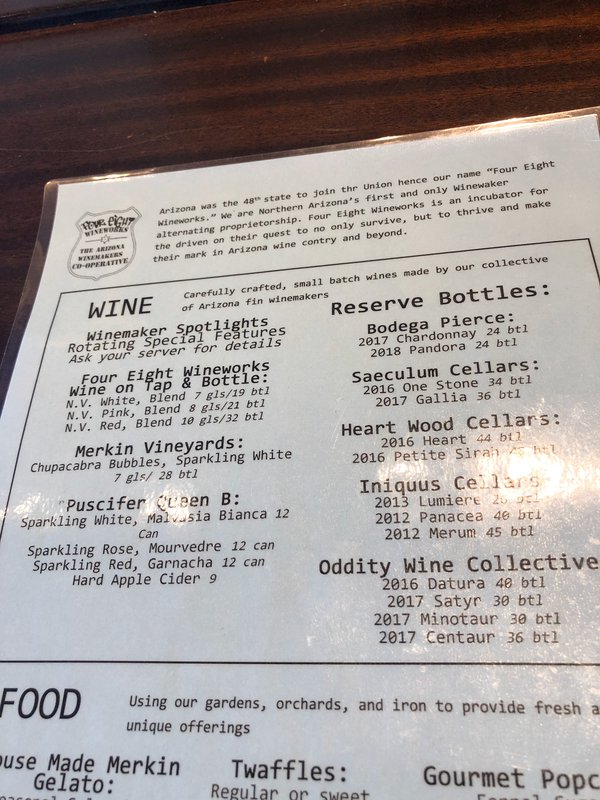 FOUR EIGHT
WINEWORKS
THE ARIZONA
WINEMAKERS
CO-OPERATIVE
Arizona was the 48th state to join thr Union hence our name "Four Eight
Wineworks." We are Northern Arizona's first and only Winewaker
alternating proprietorship. Four Eight Wineworks is an incubator for
the driven on their quest to no only survive, but to thrive and make
their mark in Arizona wine contry and beyond.
WINE
Carefully crafted, small batch wines made by our collective
of Arizona fin winemakers
Winemaker Spotlights
Rotating Special Features
Ask your server for details
Four Eight Wineworks
Wine on Tap & Bottle:
N.V. White, Blend 7 gls/19 btl
N.V. Pink, Blend 8 gls/21 btl
N.V. Red, Blend 10 gls/32 btl
Merkin Vineyards:
Chupacabra Bubbles, Sparkling White
7 gls/ 28 btl
Puscifer Queen B:
Sparkling White, Malvasia Bianca 12
Can
Sparkling Rose, Mourvedre 12 can
Sparkling Red, Garnacha 12 can
Hard Apple Cider 9
Reserve Bottles:
Bodega Pierce:
2017 Chardonnay 24 btl
2018 Pandora 24 btl
Saeculum Cellars:
2016 One Stone 34 btl
2017 Gallia 36 btl
Heart Wood Cellars:
2016 Heart 44 btl
2016 Petite Sirah btl
Iniquus Cellars
2013 Lumiere btl
2012 Panacea 40 btl
2012 Merum 45 btl
Oddity Wine Collective
2016 Datura 40 btl
2017 Satyr 30 btl
2017 Minotaur 30 btl
2017 Centaur 36 btl
FOOD
Using our gardens, orchards, and iron to provide fresh a
unique offerings
ouse Made Merkin
Gelato:
Twaffles:
Regular or sweet
Gourmet Popc